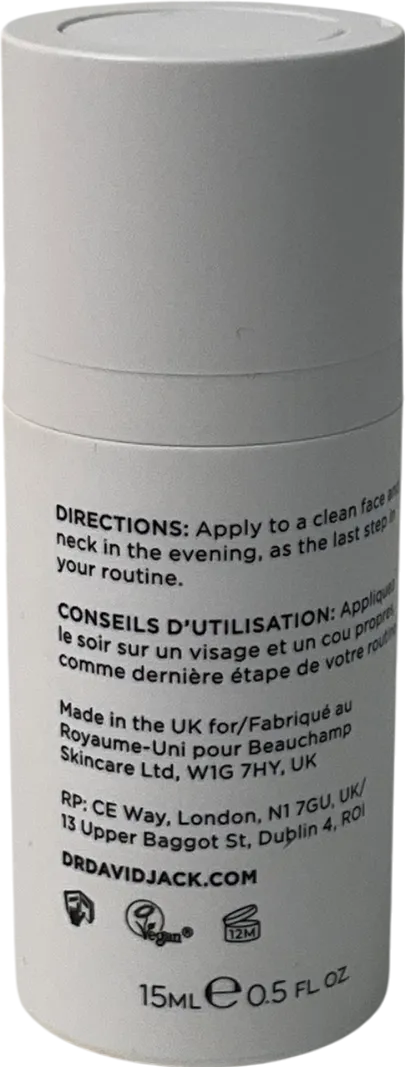 DIRECTIONS: Apply to a clean face and
neck in the evening, as the last step in
your routine.
CONSEILS D'UTILISATION: Appliquez
le soir sur un visage et un cou propres,
comme dernière étape de votre routine.
Made in the UK for/Fabriqué au
Royaume-Uni pour Beauchamp
Skincare Ltd, W1G 7HY, UK
RP: CE Way, London, N1 7GU, UK/
13 Upper Baggot St, Dublin 4, ROI
DRDAVIDJACK.COM
Vegan®
12M
15ML e 0.5 FL OZ